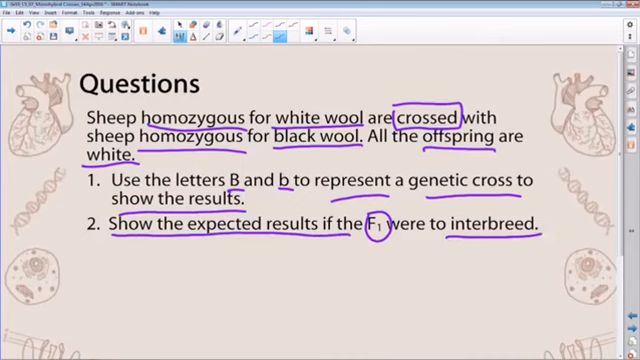 Questions
Sheep homozygous for white wool are crossed with
sheep homozygous for black wool. All the offspring are
white.
1. Use the letters B and b to represent a genetic cross to
show the results.
2. Show the expected results if the F₁ were to interbreed.